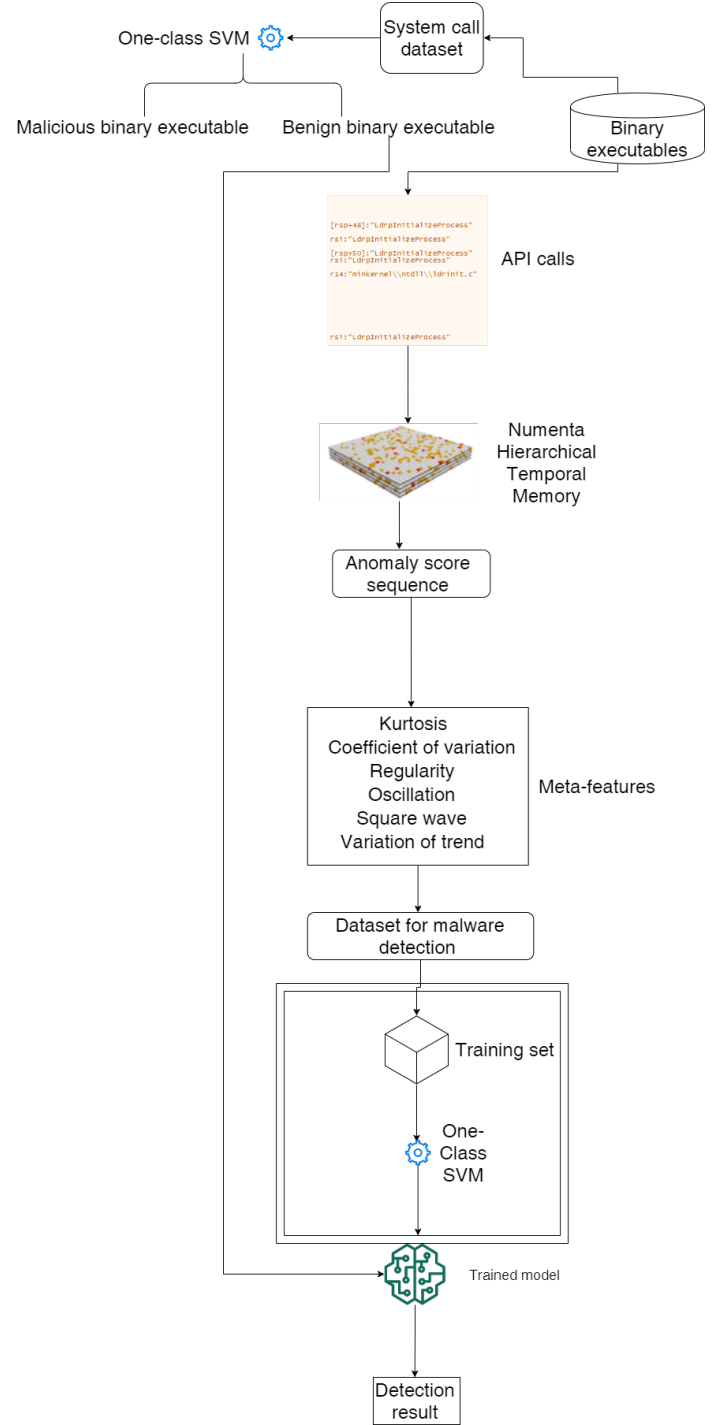 System call
dataset
One-class SVM
Malicious binary executable
Benign binary executable
Binary
executables
[rsp+48]:"LdrpInitializeProcess"
rsi:"LdrpInitializeProcess"
[rsp+50]:"LdrpInitializeProcess"
rsi:"LdrpInitializeProcess"
r14:"minkernel\\ntdll\\ldrinit.c"
rsi:"LdrpInitializeProcess"
API calls
Numenta
Hierarchical
Temporal
Memory
Anomaly score
sequence
Kurtosis
Coefficient of variation
Regularity
Oscillation
Square wave
Variation of trend
Meta-features
Dataset for malware
detection
Training set
One-
Class
SVM
Trained model
Detection
result